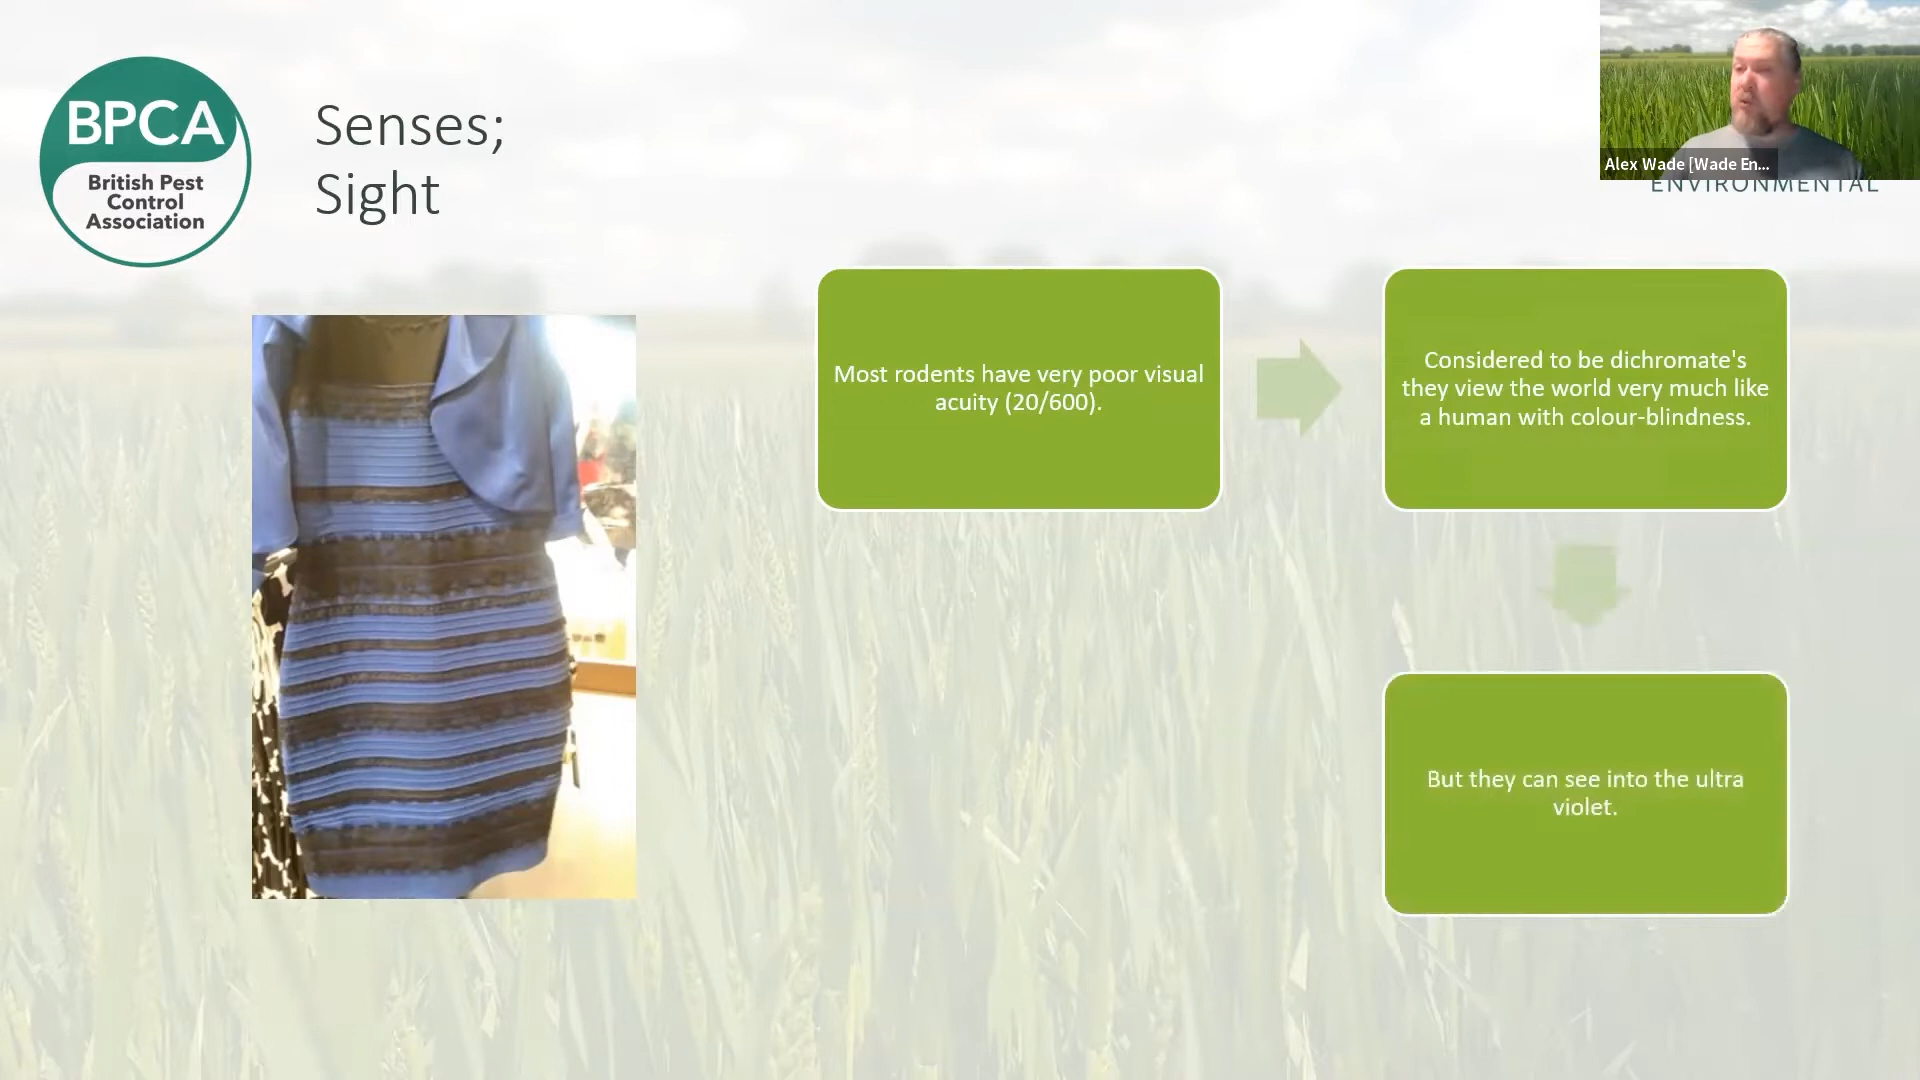 BPCA
British Pest
Control
Association
Senses;
Sight
Alex Wade [Wade En...
ENVIRONMENTAL
Most rodents have very poor visual
acuity (20/600).
Considered to be dichromate's
they view the world very much like
a human with colour-blindness.
But they can see into the ultra
violet.